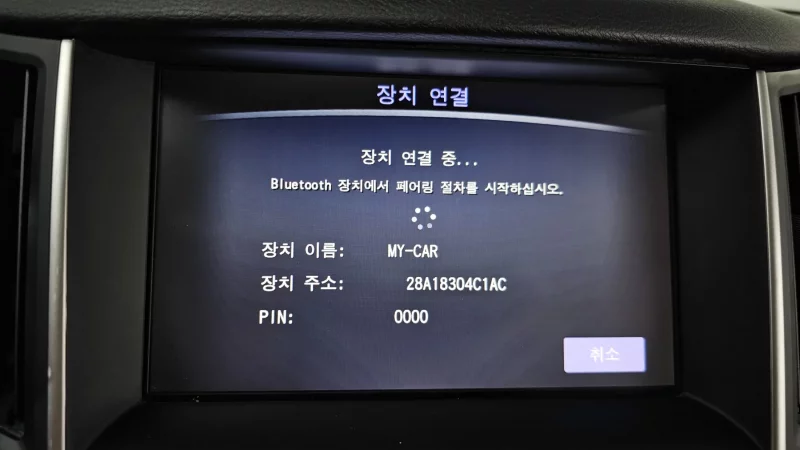 장치 연결
장치 연결 중...
Bluetooth 장치에서 페어링 절차를 시작하십시오.
장치 이름: MY-CAR
장치 주소: 28A18304C1AC
PIN: 0000
취소